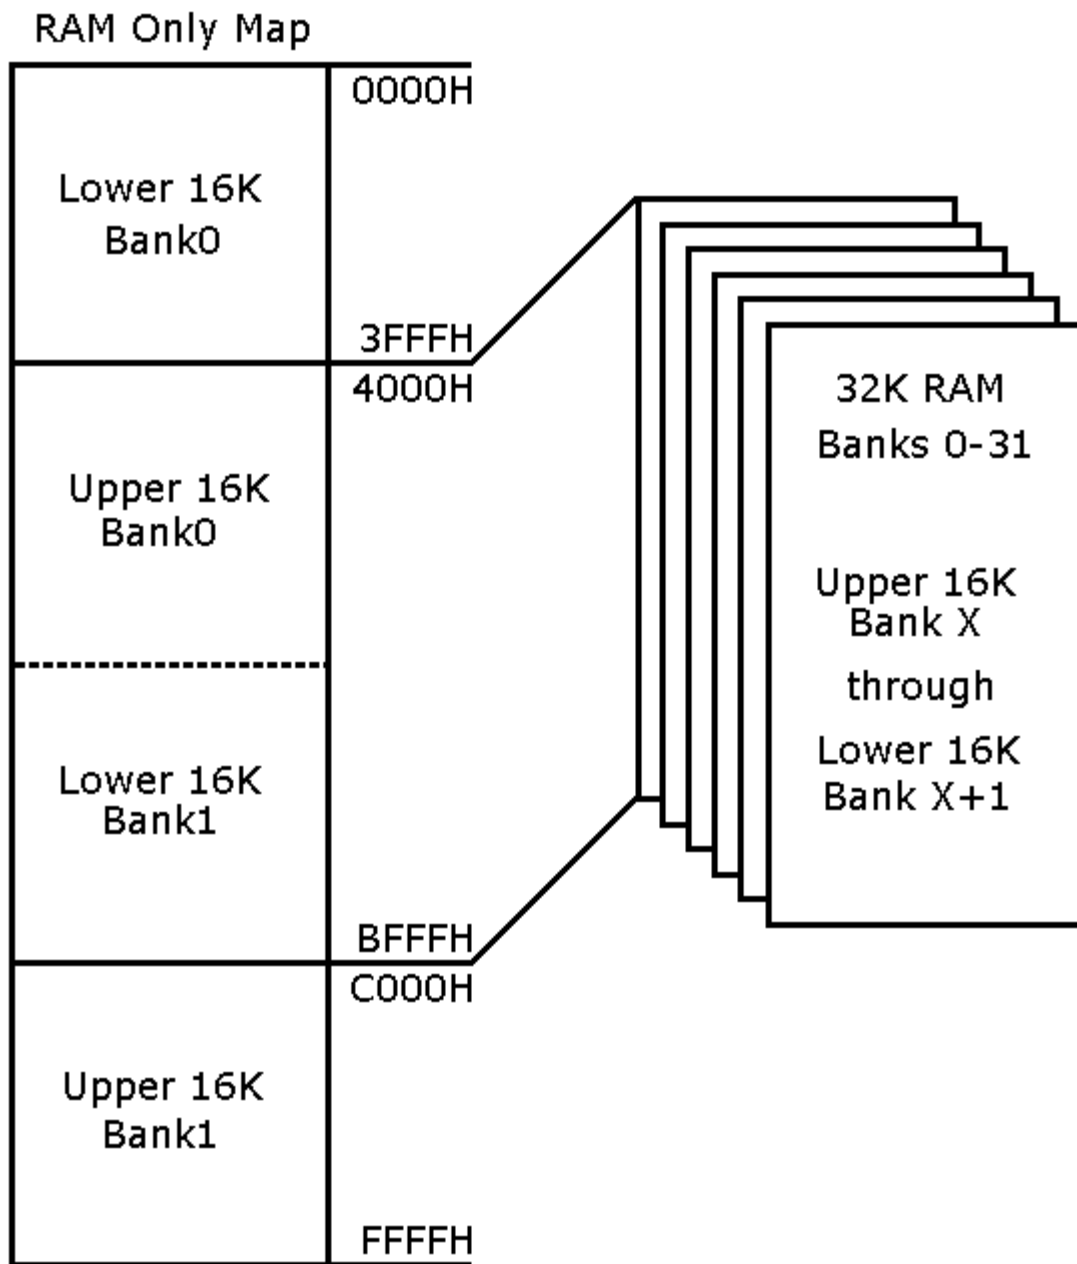 RAM Only Map
0000H
Lower 16K
Bank0
3FFFH
4000H
Upper 16K
Bank0
Lower 16K
Bank1
BFFFH
C000H
Upper 16K
Bank1
FFFFH
32K RAM
Banks 0-31
Upper 16K
Bank X
through
Lower 16K
Bank X+1